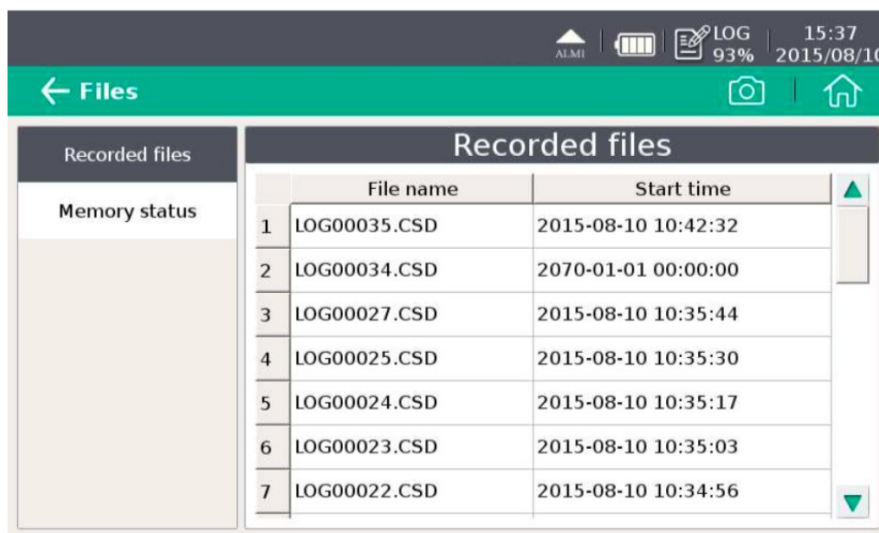 LOG 15:37
ALMI 93% 2015/08/10
Files
Recorded files
Memory status
Recorded files
File name Start time
1 LOG00035.CSD 2015-08-10 10:42:32
2 LOG00034.CSD 2070-01-01 00:00:00
3 LOG00027.CSD 2015-08-10 10:35:44
4 LOG00025.CSD 2015-08-10 10:35:30
5 LOG00024.CSD 2015-08-10 10:35:17
6 LOG00023.CSD 2015-08-10 10:35:03
7 LOG00022.CSD 2015-08-10 10:34:56